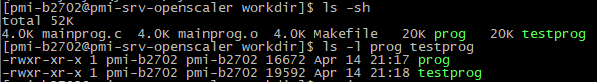 [pmi-b2702@pmi-srv-openscaler workdir]$ ls -sh
total 52K
4.0K mainprog.c  4.0K mainprog.o  4.0K Makefile   20K prog   20K testprog
[pmi-b2702@pmi-srv-openscaler workdir]$ ls -l prog testprog
-rwxr-xr-x 1 pmi-b2702 pmi-b2702 16672 Apr 14 21:17 prog
-rwxr-xr-x 1 pmi-b2702 pmi-b2702 19592 Apr 14 21:18 testprog